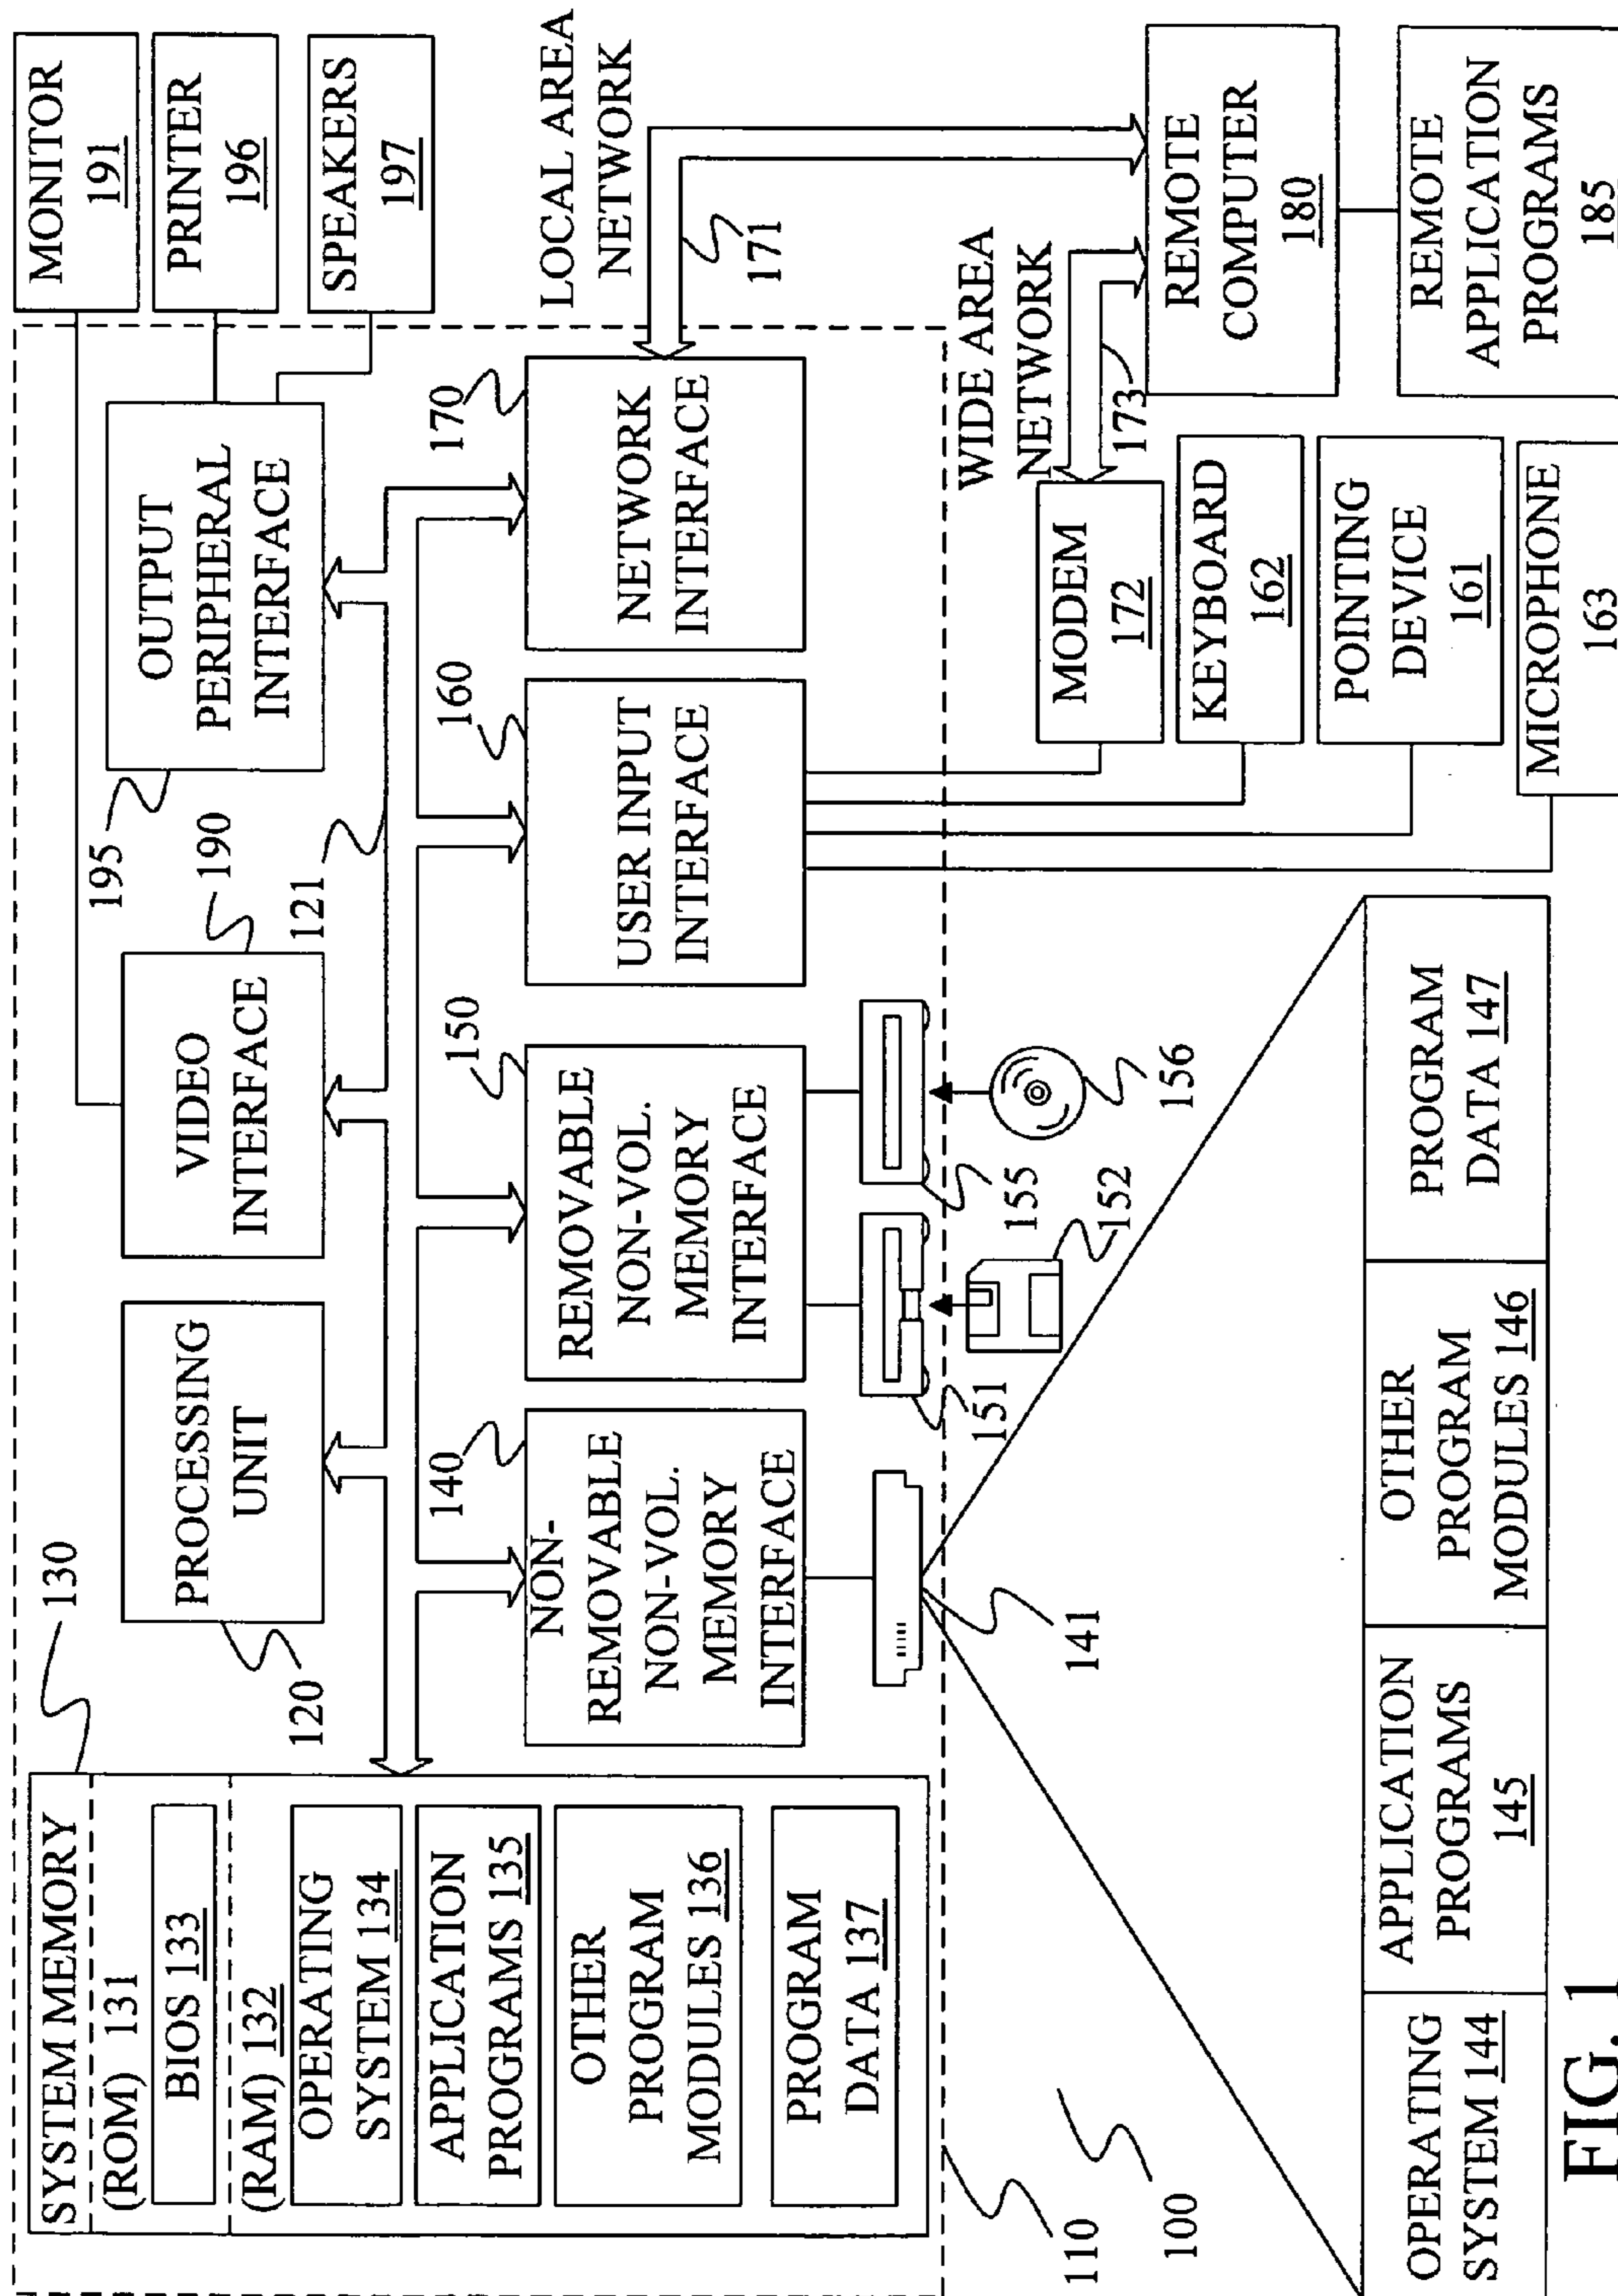 SYSTEM MEMORY
(ROM) 131
BIOS 133
(RAM) 132
OPERATING
SYSTEM 134
APPLICATION
PROGRAMS 135
OTHER
PROGRAM
MODULES 136
PROGRAM
DATA 137
130
PROCESSING
UNIT
120
VIDEO
INTERFACE
190
OUTPUT
PERIPHERAL
INTERFACE
195
121
MONITOR
191
PRINTER
196
SPEAKERS
197
NON-
REMOVABLE
NON-VOL.
MEMORY
INTERFACE
140
REMOVABLE
NON-VOL.
MEMORY
INTERFACE
150
USER INPUT
INTERFACE
160
NETWORK
INTERFACE
170
LOCAL AREA
NETWORK
171
WIDE AREA
NETWORK
173
MODEM
172
KEYBOARD
162
POINTING
DEVICE
161
MICROPHONE
163
REMOTE
COMPUTER
180
REMOTE
APPLICATION
PROGRAMS
185
141
151
152
155
156
110
100
OPERATING
SYSTEM 144
APPLICATION
PROGRAMS
145
OTHER
PROGRAM
MODULES 146
PROGRAM
DATA 147
FIG. 1